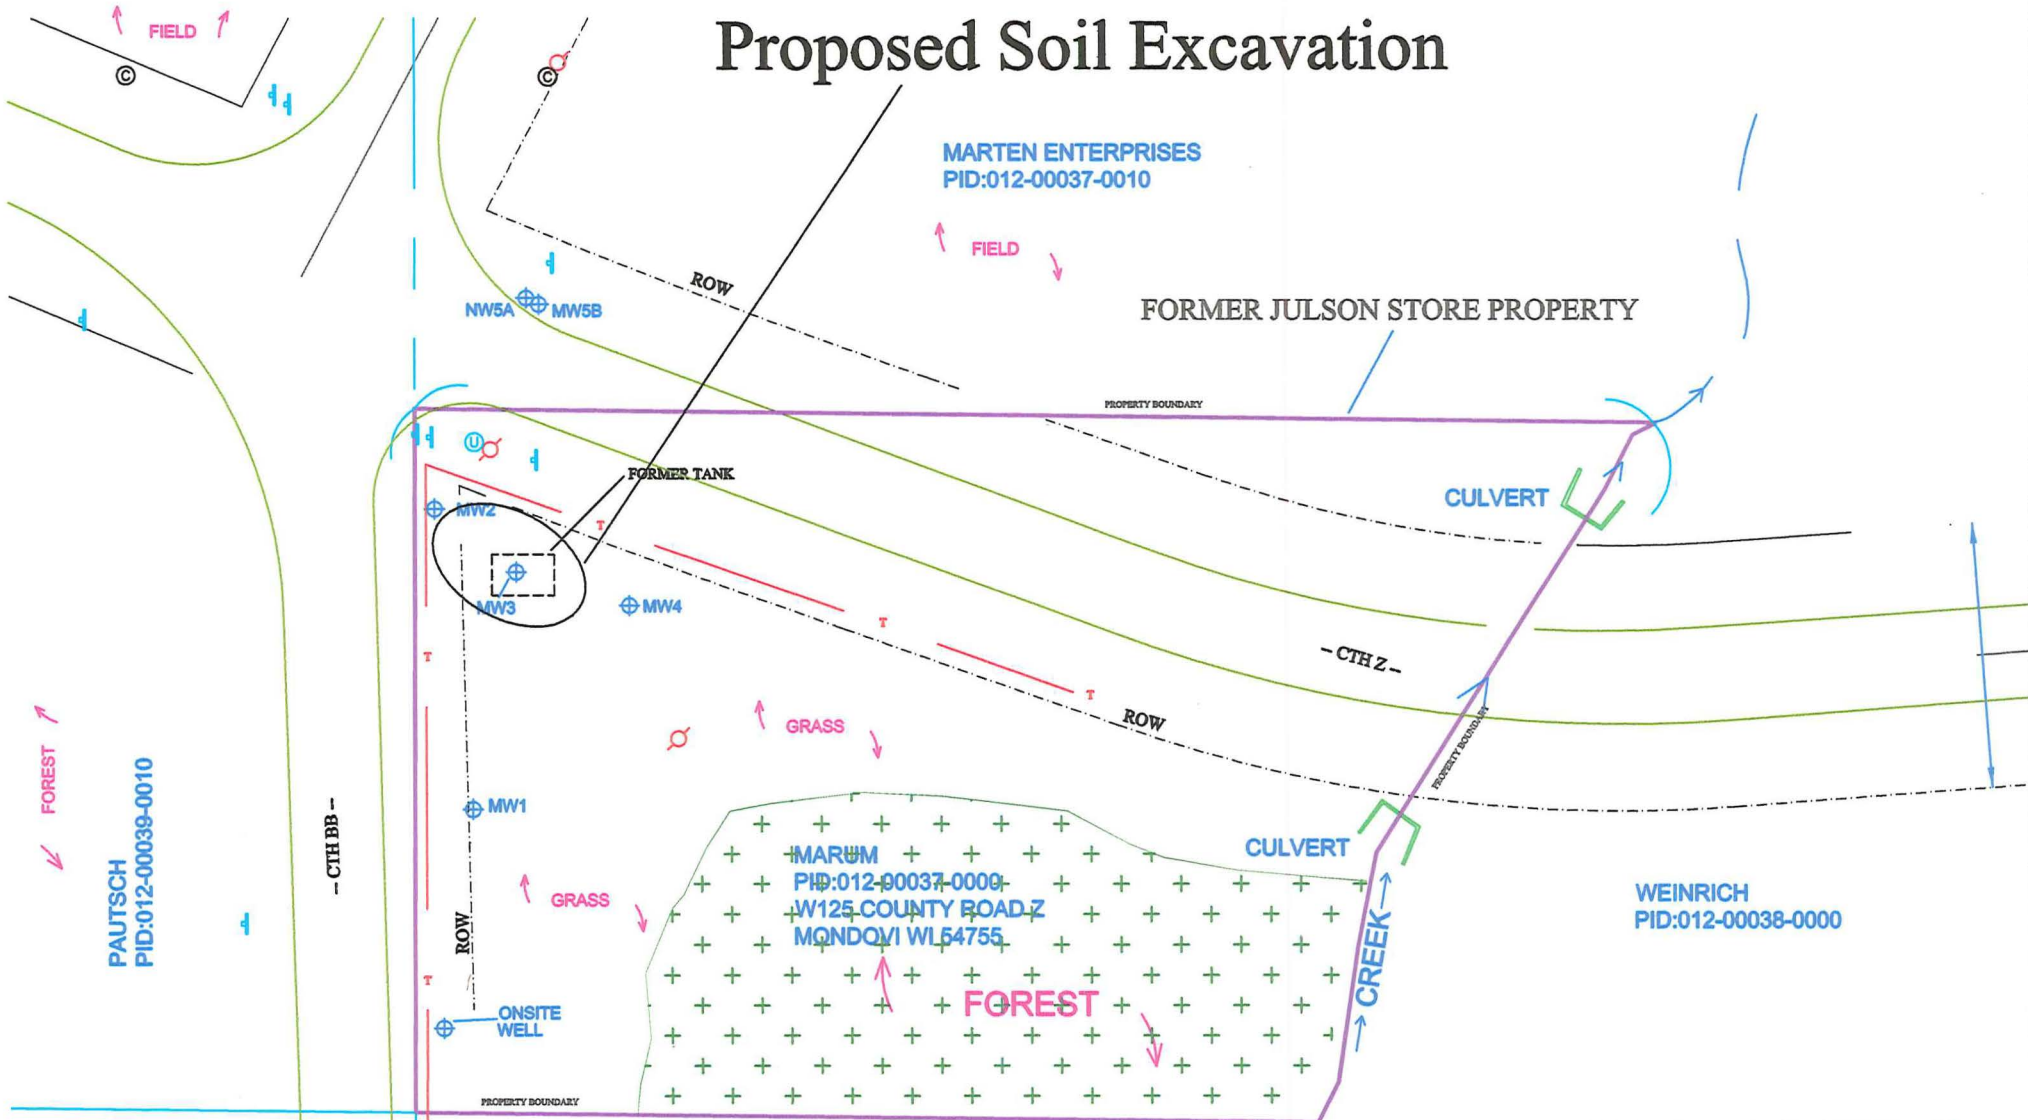 Proposed Soil Excavation
FIELD
©
©
MARTEN ENTERPRISES
PID:012-00037-0010
FIELD
ROW
NW5A
MW5B
FORMER JULSON STORE PROPERTY
PROPERTY BOUNDARY
U
FORMER TANK
CULVERT
MW2
T
MW3
MW4
T
T
T
-- CTH Z --
PROPERTY BOUNDARY
ROW
GRASS
FOREST
PAUTSCH
PID:012-00039-0010
-- CTH BB --
MW1
CULVERT
MARUM
PID:012-00037-0000
W125 COUNTY ROAD Z
MONDOVI WI 54755
GRASS
WEINRICH
PID:012-00038-0000
ROW
CREEK
T
FOREST
ONSITE
WELL
PROPERTY BOUNDARY